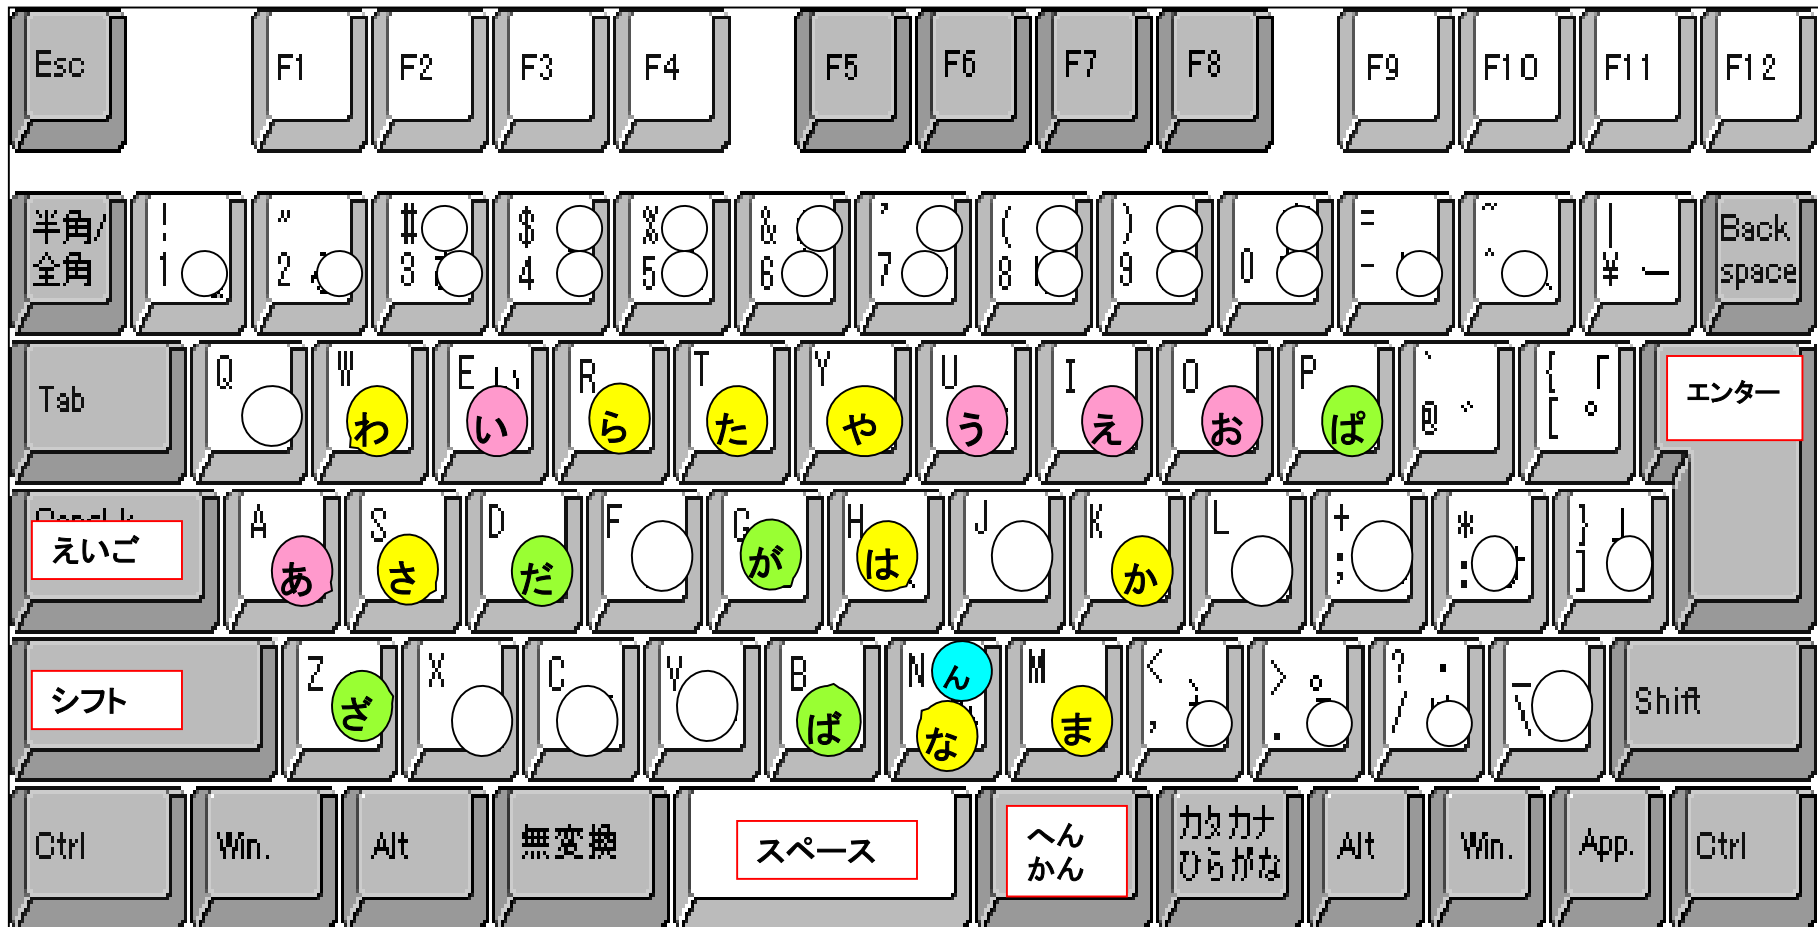 Esc F1 F2 F3 F4 F5 F6 F7 F8 F9 F10 F11 F12
半角/ ! " # $ % & ' ( ) = ~ | Back
全角 1 2 3 4 5 6 7 8 9 0 - ^ ¥ ー space
Tab Q W わ E い R ら T た Y や U う I え O お P ぱ ` @ ゛ { 「 [ ゜ エンター
えいご A あ S さ D だ F G が H は J K か L + ; * : } 」 ]
シフト Z ざ X C V B ば N ん な M ま < 、 , > 。 . ? ・ / _ \ Shift
Ctrl Win. Alt 無変換 スペース へん カタカナ Alt Win. App. Ctrl
かん ひらがな